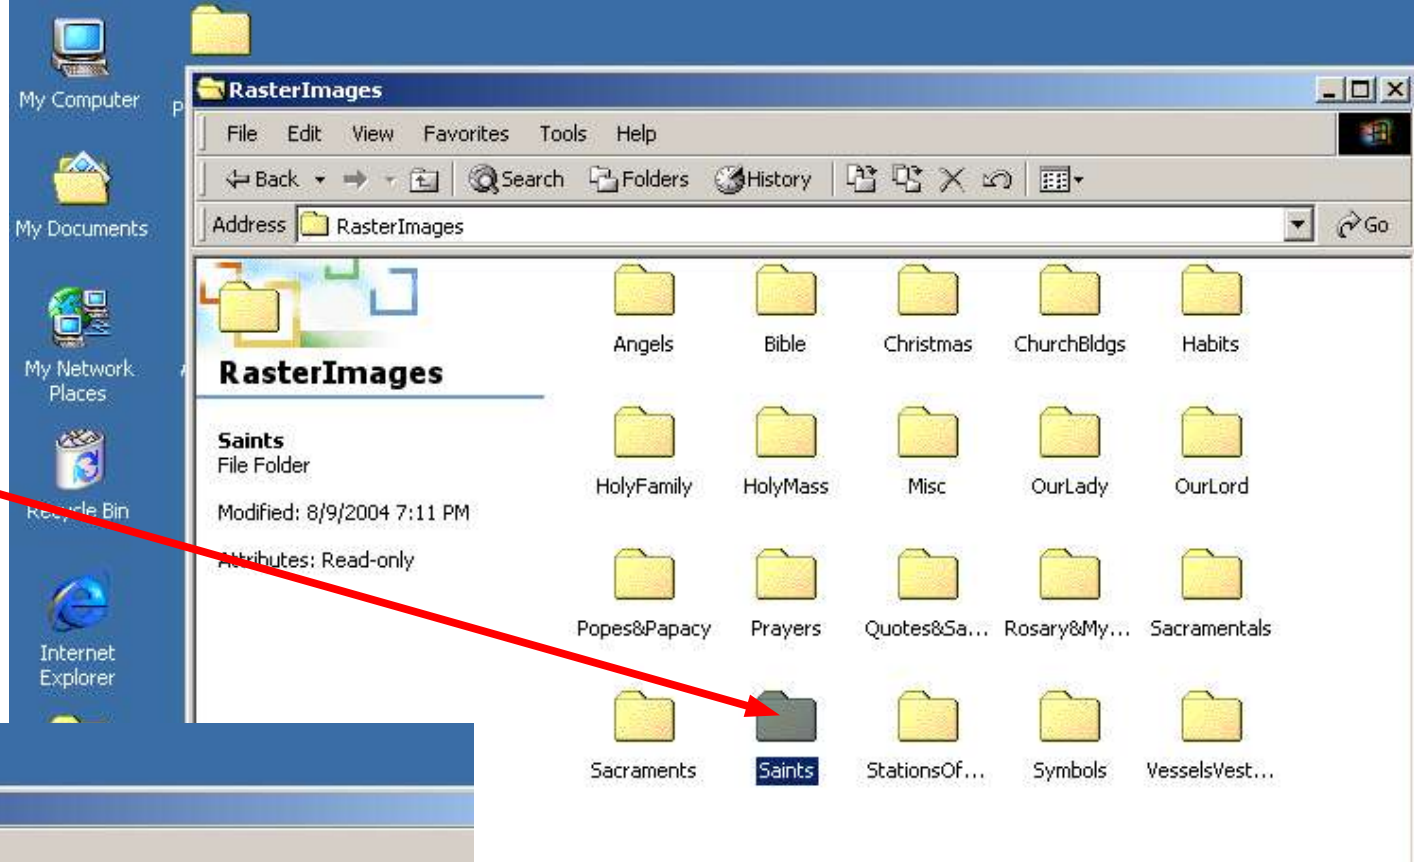 My Computer
My Documents
My Network
Places
Recycle Bin
Internet
Explorer
RasterImages
File Edit View Favorites Tools Help
Back Search Folders History
Address RasterImages Go
RasterImages
Saints
File Folder
Modified: 8/9/2004 7:11 PM
Attributes: Read-only
Angels Bible Christmas ChurchBldgs Habits
HolyFamily HolyMass Misc OurLady OurLord
Popes&Papacy Prayers Quotes&Sa... Rosary&My... Sacramentals
Sacraments Saints StationsOf... Symbols VesselsVest...